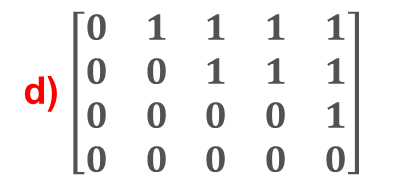 0 1 1 1 1
0 0 1 1 1
d)
0 0 0 0 1
0 0 0 0 0